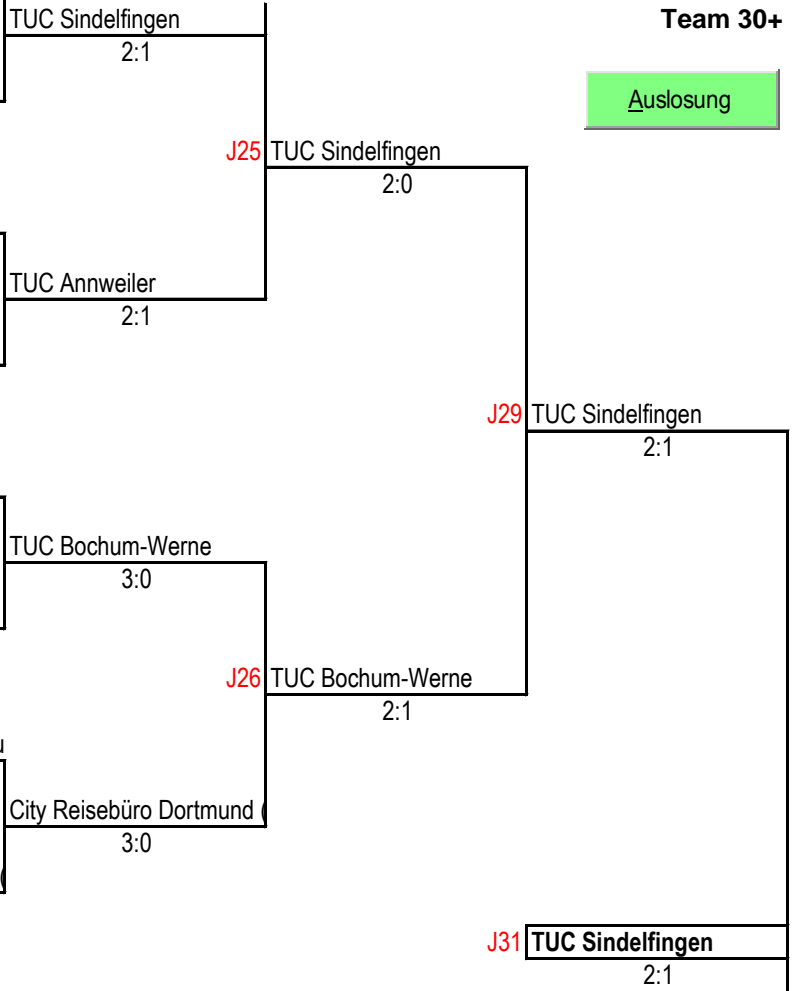 TUC Sindelfingen
Team 30+
2:1
Auslosung
J25 TUC Sindelfingen
2:0
TUC Annweiler
2:1
J29 TUC Sindelfingen
2:1
TUC Bochum-Werne
3:0
J26 TUC Bochum-Werne
2:1
City Reisebüro Dortmund (
3:0
J31 TUC Sindelfingen
2:1